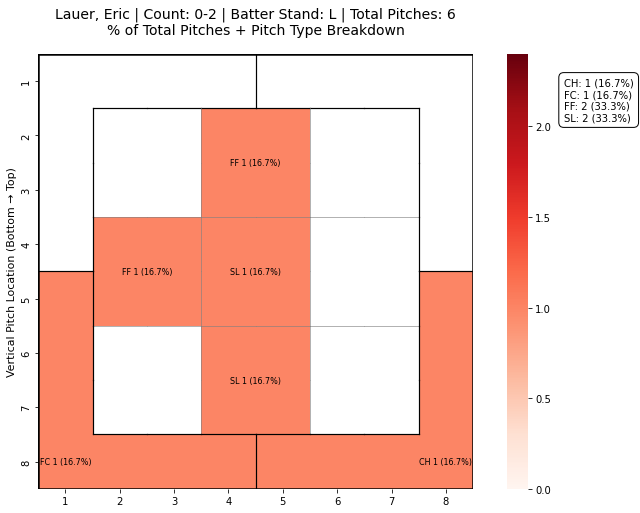 Lauer, Eric | Count: 0-2 | Batter Stand: L | Total Pitches: 6
% of Total Pitches + Pitch Type Breakdown
CH: 1 (16.7%)
FC: 1 (16.7%)
FF: 2 (33.3%)
SL: 2 (33.3%)
Vertical Pitch Location (Bottom → Top)
1
2
3
4
5
6
7
8
FF 1 (16.7%)
FF 1 (16.7%)
SL 1 (16.7%)
SL 1 (16.7%)
FC 1 (16.7%)
CH 1 (16.7%)
1
2
3
4
5
6
7
8
2.0
1.5
1.0
0.5
0.0